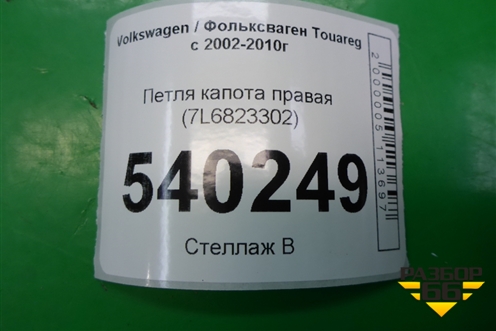 Volkswagen / Фольксваген Touareg
с 2002-2010г
Петля капота правая
(7L6823302)
540249
Стеллаж В
2000005113697
РАЗБОР
66